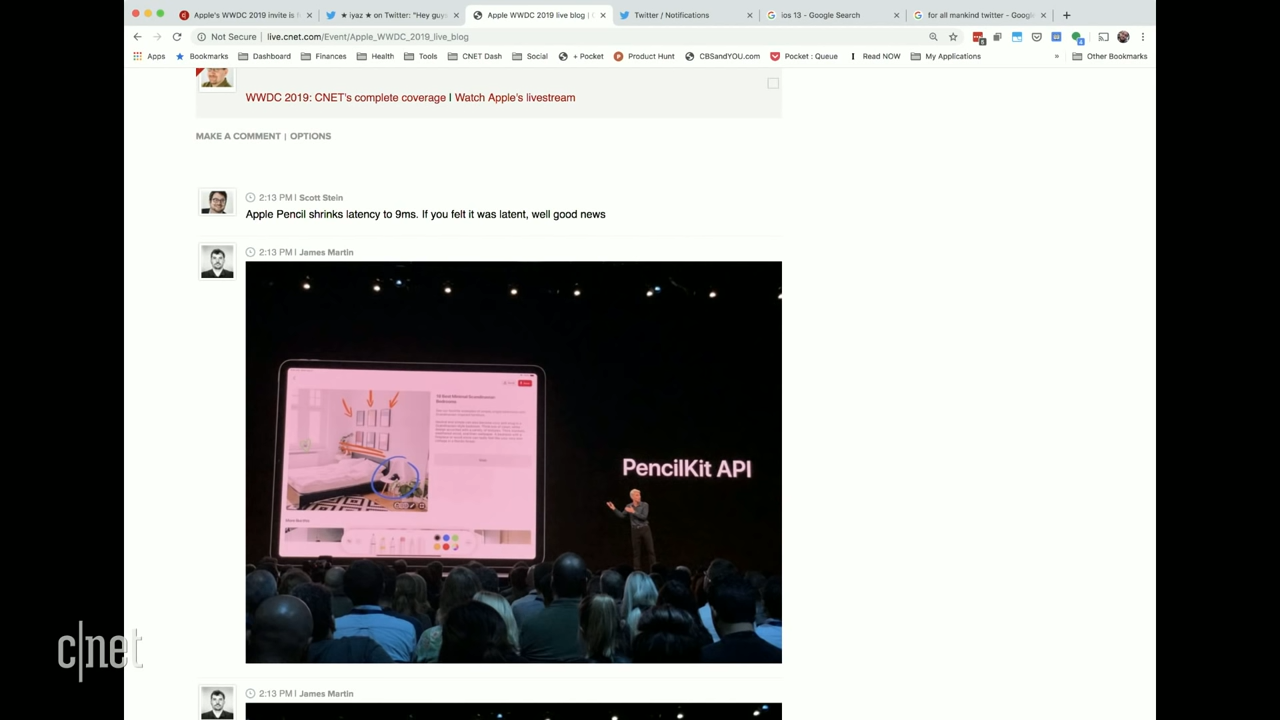 Apple's WWDC 2019 invite is f
★ iyaz ★ on Twitter: "Hey guys
Apple WWDC 2019 live blog |
Twitter / Notifications
ios 13 - Google Search
for all mankind twitter - Goog
Not Secure | live.cnet.com/Event/Apple_WWDC_2019_live_blog
Apps Bookmarks Dashboard Finances Health Tools CNET Dash Social + Pocket Product Hunt CBSandYOU.com Pocket : Queue Read NOW My Applications » Other Bookmarks
WWDC 2019: CNET's complete coverage | Watch Apple's livestream
MAKE A COMMENT | OPTIONS
2:13 PM | Scott Stein
Apple Pencil shrinks latency to 9ms. If you felt it was latent, well good news
2:13 PM | James Martin
PencilKit API
c|net
2:13 PM | James Martin